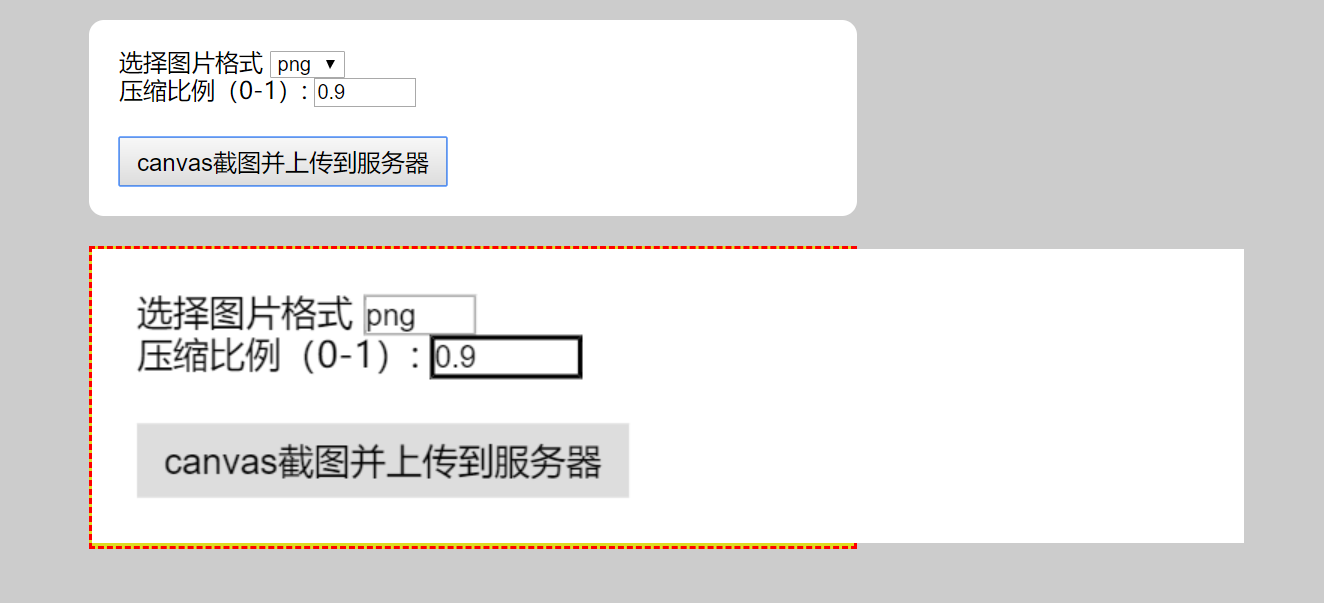 选择图片格式 png ▼
压缩比例（0-1）: 0.9
canvas截图并上传到服务器
选择图片格式 png
压缩比例（0-1）: 0.9
canvas截图并上传到服务器